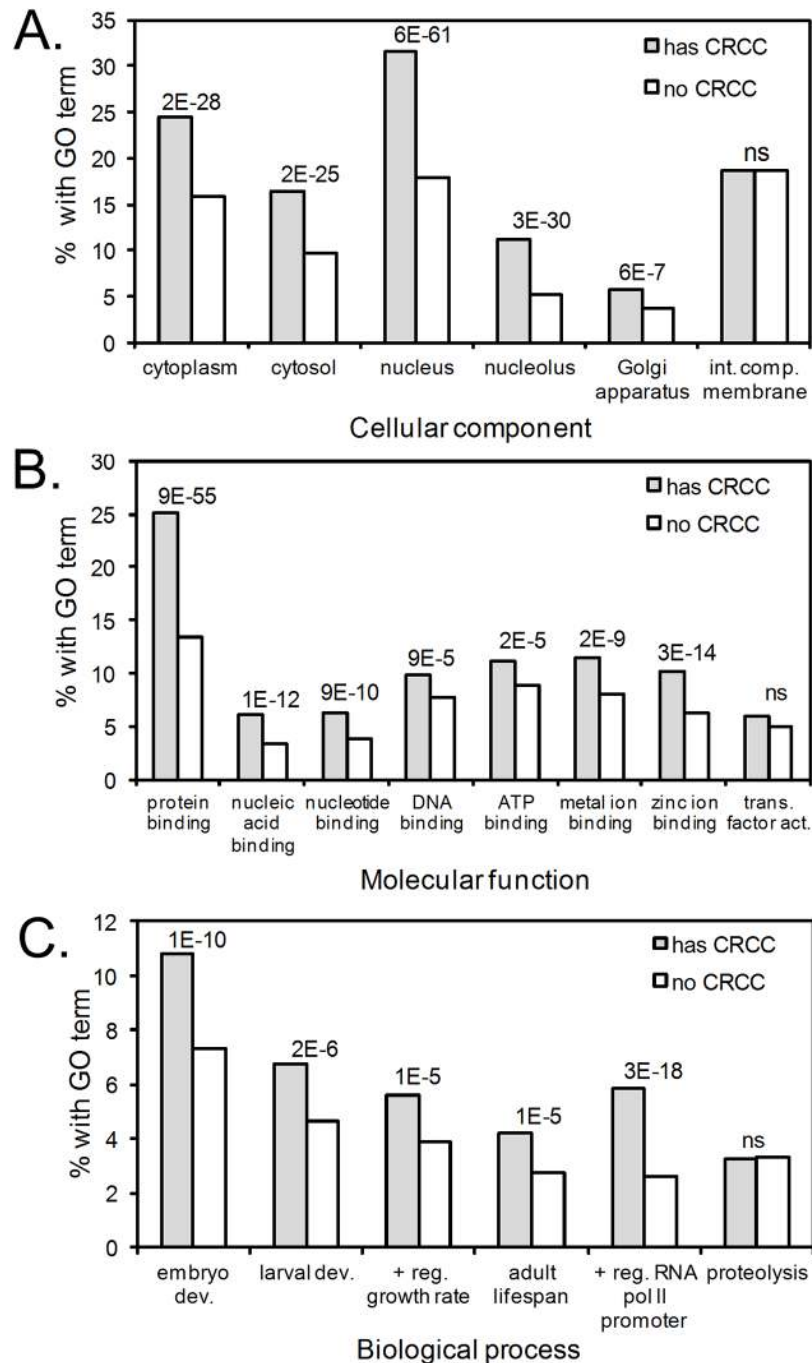 A.
% with GO term
35
30
25
20
15
10
5
0
has CRCC
no CRCC
2E-28
2E-25
6E-61
3E-30
6E-7
ns
cytoplasm
cytosol
nucleus
nucleolus
Golgi
apparatus
int. comp.
membrane
Cellular component
B.
% with GO term
30
25
20
15
10
5
0
has CRCC
no CRCC
9E-55
1E-12
9E-10
9E-5
2E-5
2E-9
3E-14
ns
protein
binding
nucleic
acid
binding
nucleotide
binding
DNA
binding
ATP
binding
metal ion
binding
zinc ion
binding
trans.
factor act.
Molecular function
C.
% with GO term
12
10
8
6
4
2
0
has CRCC
no CRCC
1E-10
2E-6
1E-5
1E-5
3E-18
ns
embryo
dev.
larval dev.
+ reg.
growth rate
adult
lifespan
+ reg. RNA
pol II
promoter
proteolysis
Biological process